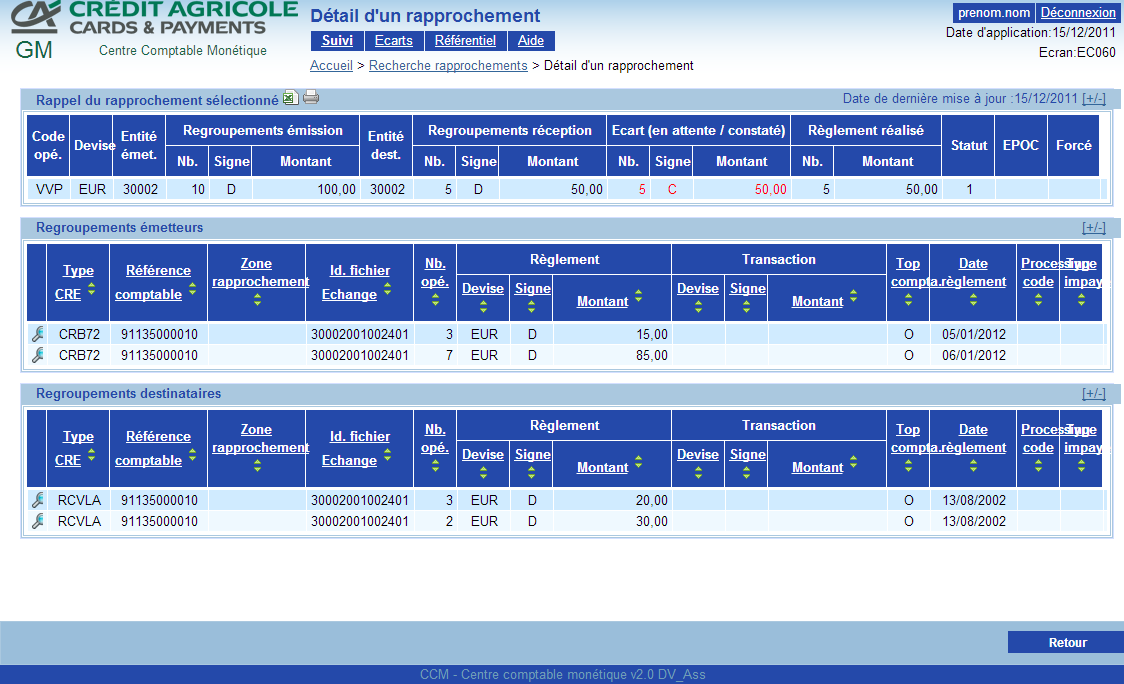 CRÉDIT AGRICOLE
CARDS & PAYMENTS
GM
Centre Comptable Monétique
Détail d'un rapprochement
Suivi Ecarts Référentiel Aide
Accueil > Recherche rapprochements > Détail d'un rapprochement
prenom.nom Déconnexion
Date d'application:15/12/2011
Ecran:EC060
Rappel du rapprochement sélectionné
Date de dernière mise à jour :15/12/2011 [+/-]
Code opé. Devise Entité émet. Regroupements émission Entité dest. Regroupements réception Ecart (en attente / constaté) Règlement réalisé Statut EPOC Forcé
Nb. Signe Montant Nb. Signe Montant Nb. Signe Montant Nb. Montant
VVP EUR 30002 10 D 100,00 30002 5 D 50,00 5 C 50,00 5 50,00 1
Regroupements émetteurs [+/-]
Type CRE Référence comptable Zone rapprochement Id. fichier Echange Nb. opé. Règlement Transaction Top compta. Date règlement Processing code Type impay
Devise Signe Montant Devise Signe Montant
CRB72 91135000010 30002001002401 3 EUR D 15,00 O 05/01/2012
CRB72 91135000010 30002001002401 7 EUR D 85,00 O 06/01/2012
Regroupements destinataires [+/-]
Type CRE Référence comptable Zone rapprochement Id. fichier Echange Nb. opé. Règlement Transaction Top compta. Date règlement Processing code Type impay
Devise Signe Montant Devise Signe Montant
RCVLA 91135000010 30002001002401 3 EUR D 20,00 O 13/08/2002
RCVLA 91135000010 30002001002401 2 EUR D 30,00 O 13/08/2002
Retour
CCM - Centre comptable monétique v2.0 DV_Ass